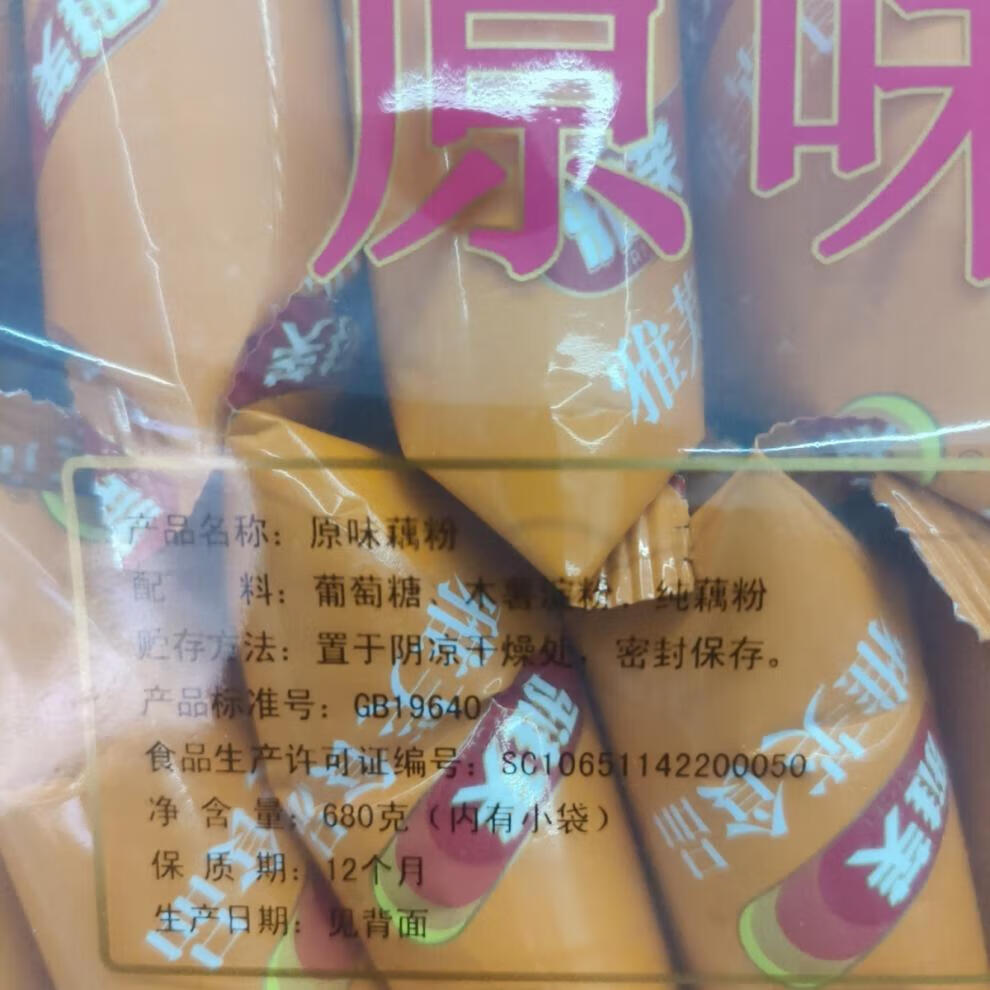 原味
雅芙
产品名称：原味藕粉
配 料：葡萄糖、木薯淀粉、纯藕粉
贮存方法：置于阴凉干燥处，密封保存。
产品标准号：GB19640
食品生产许可证编号：SC10651142200050
净含量：680克（内有小袋）
保质期：12个月
生产日期：见背面